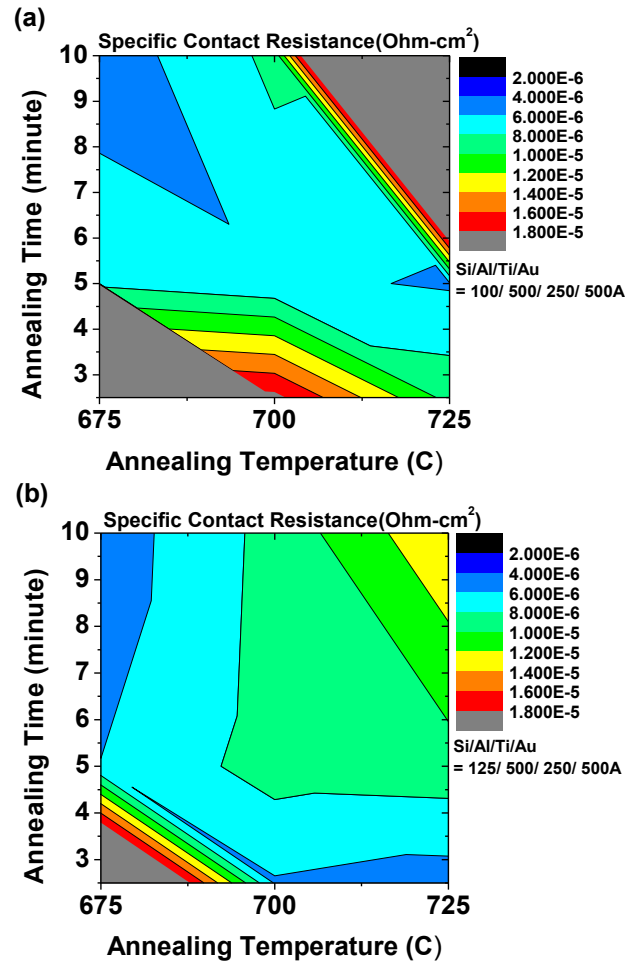 (a)
Specific Contact Resistance(Ohm-cm²)
10
9
8
7
6
5
4
3
675
700
725
Annealing Time (minute)
Annealing Temperature (C)
2.000E-6
4.000E-6
6.000E-6
8.000E-6
1.000E-5
1.200E-5
1.400E-5
1.600E-5
1.800E-5
Si/Al/Ti/Au
= 100/ 500/ 250/ 500A
(b)
Specific Contact Resistance(Ohm-cm²)
10
9
8
7
6
5
4
3
675
700
725
Annealing Time (minute)
Annealing Temperature (C)
2.000E-6
4.000E-6
6.000E-6
8.000E-6
1.000E-5
1.200E-5
1.400E-5
1.600E-5
1.800E-5
Si/Al/Ti/Au
= 125/ 500/ 250/ 500A